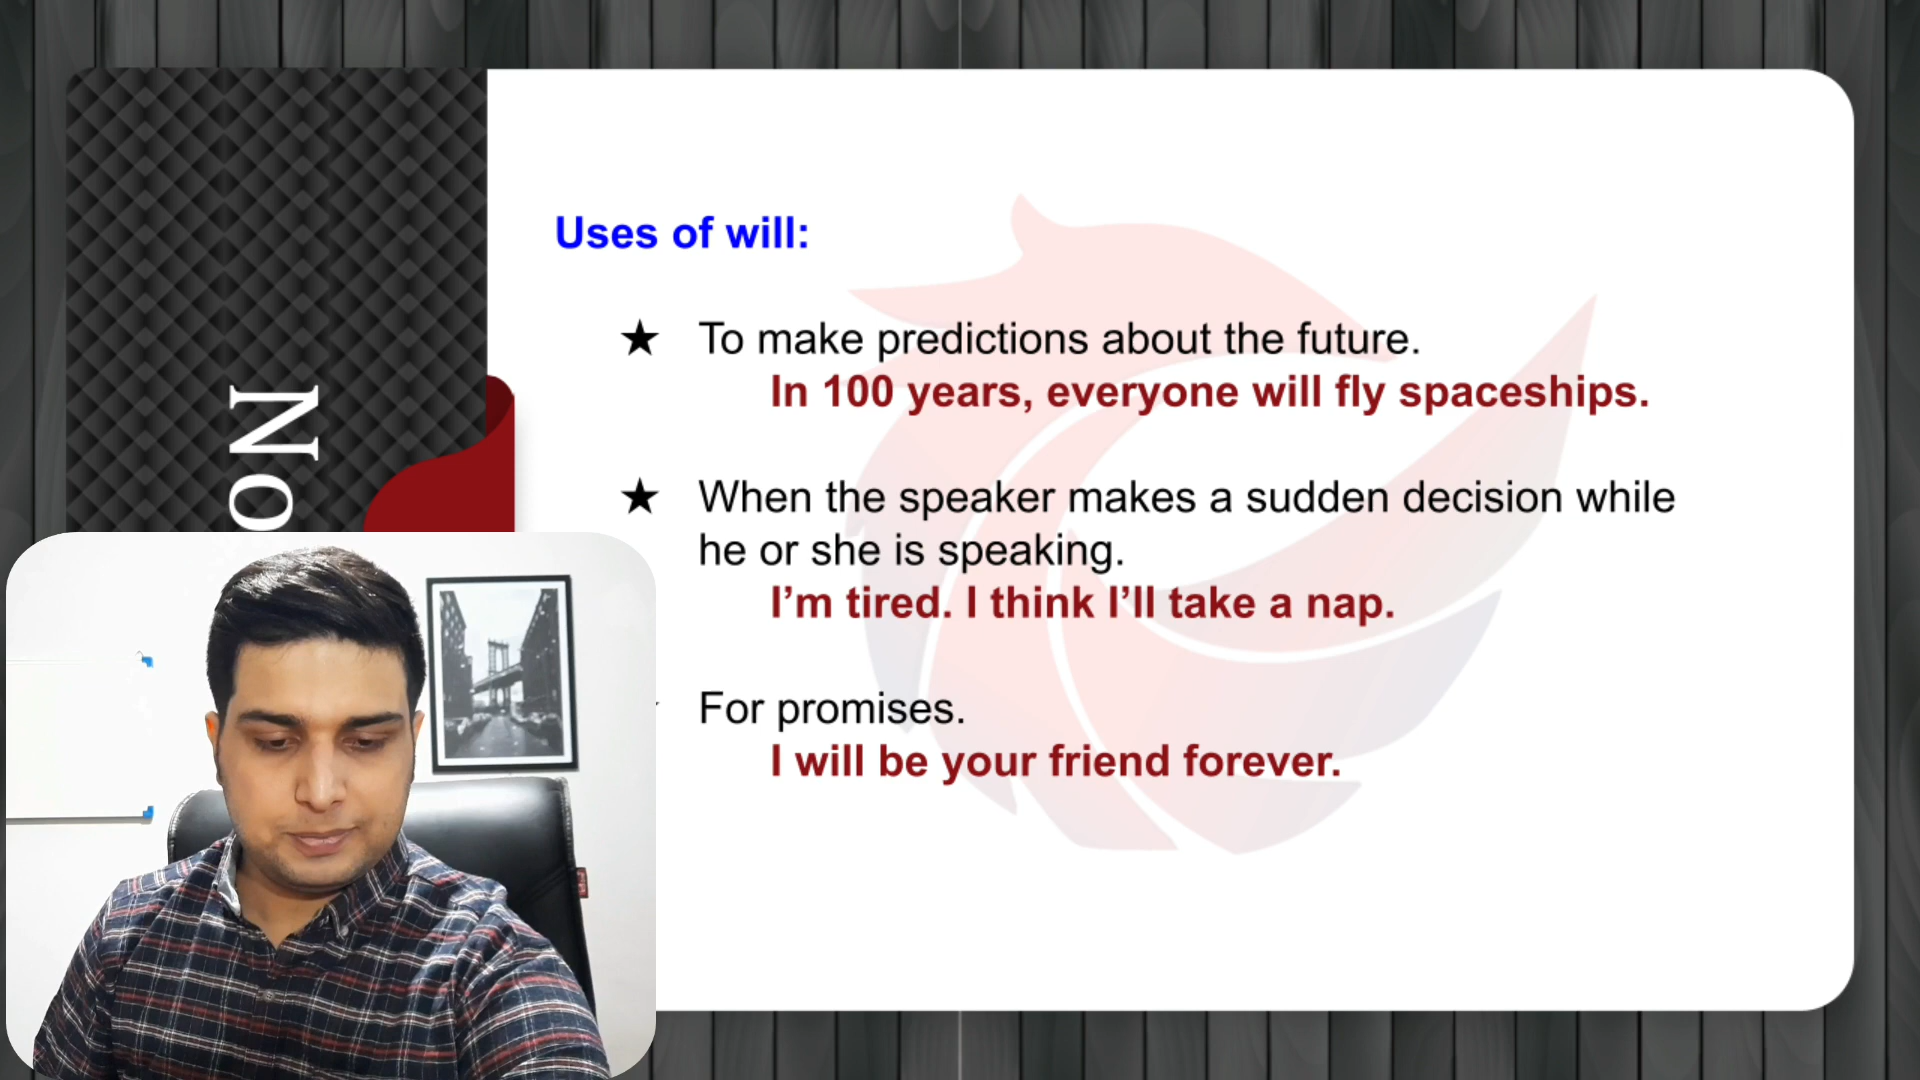 Uses of will:
★ To make predictions about the future.
In 100 years, everyone will fly spaceships.
★ When the speaker makes a sudden decision while
he or she is speaking.
I’m tired. I think I’ll take a nap.
For promises.
I will be your friend forever.
No